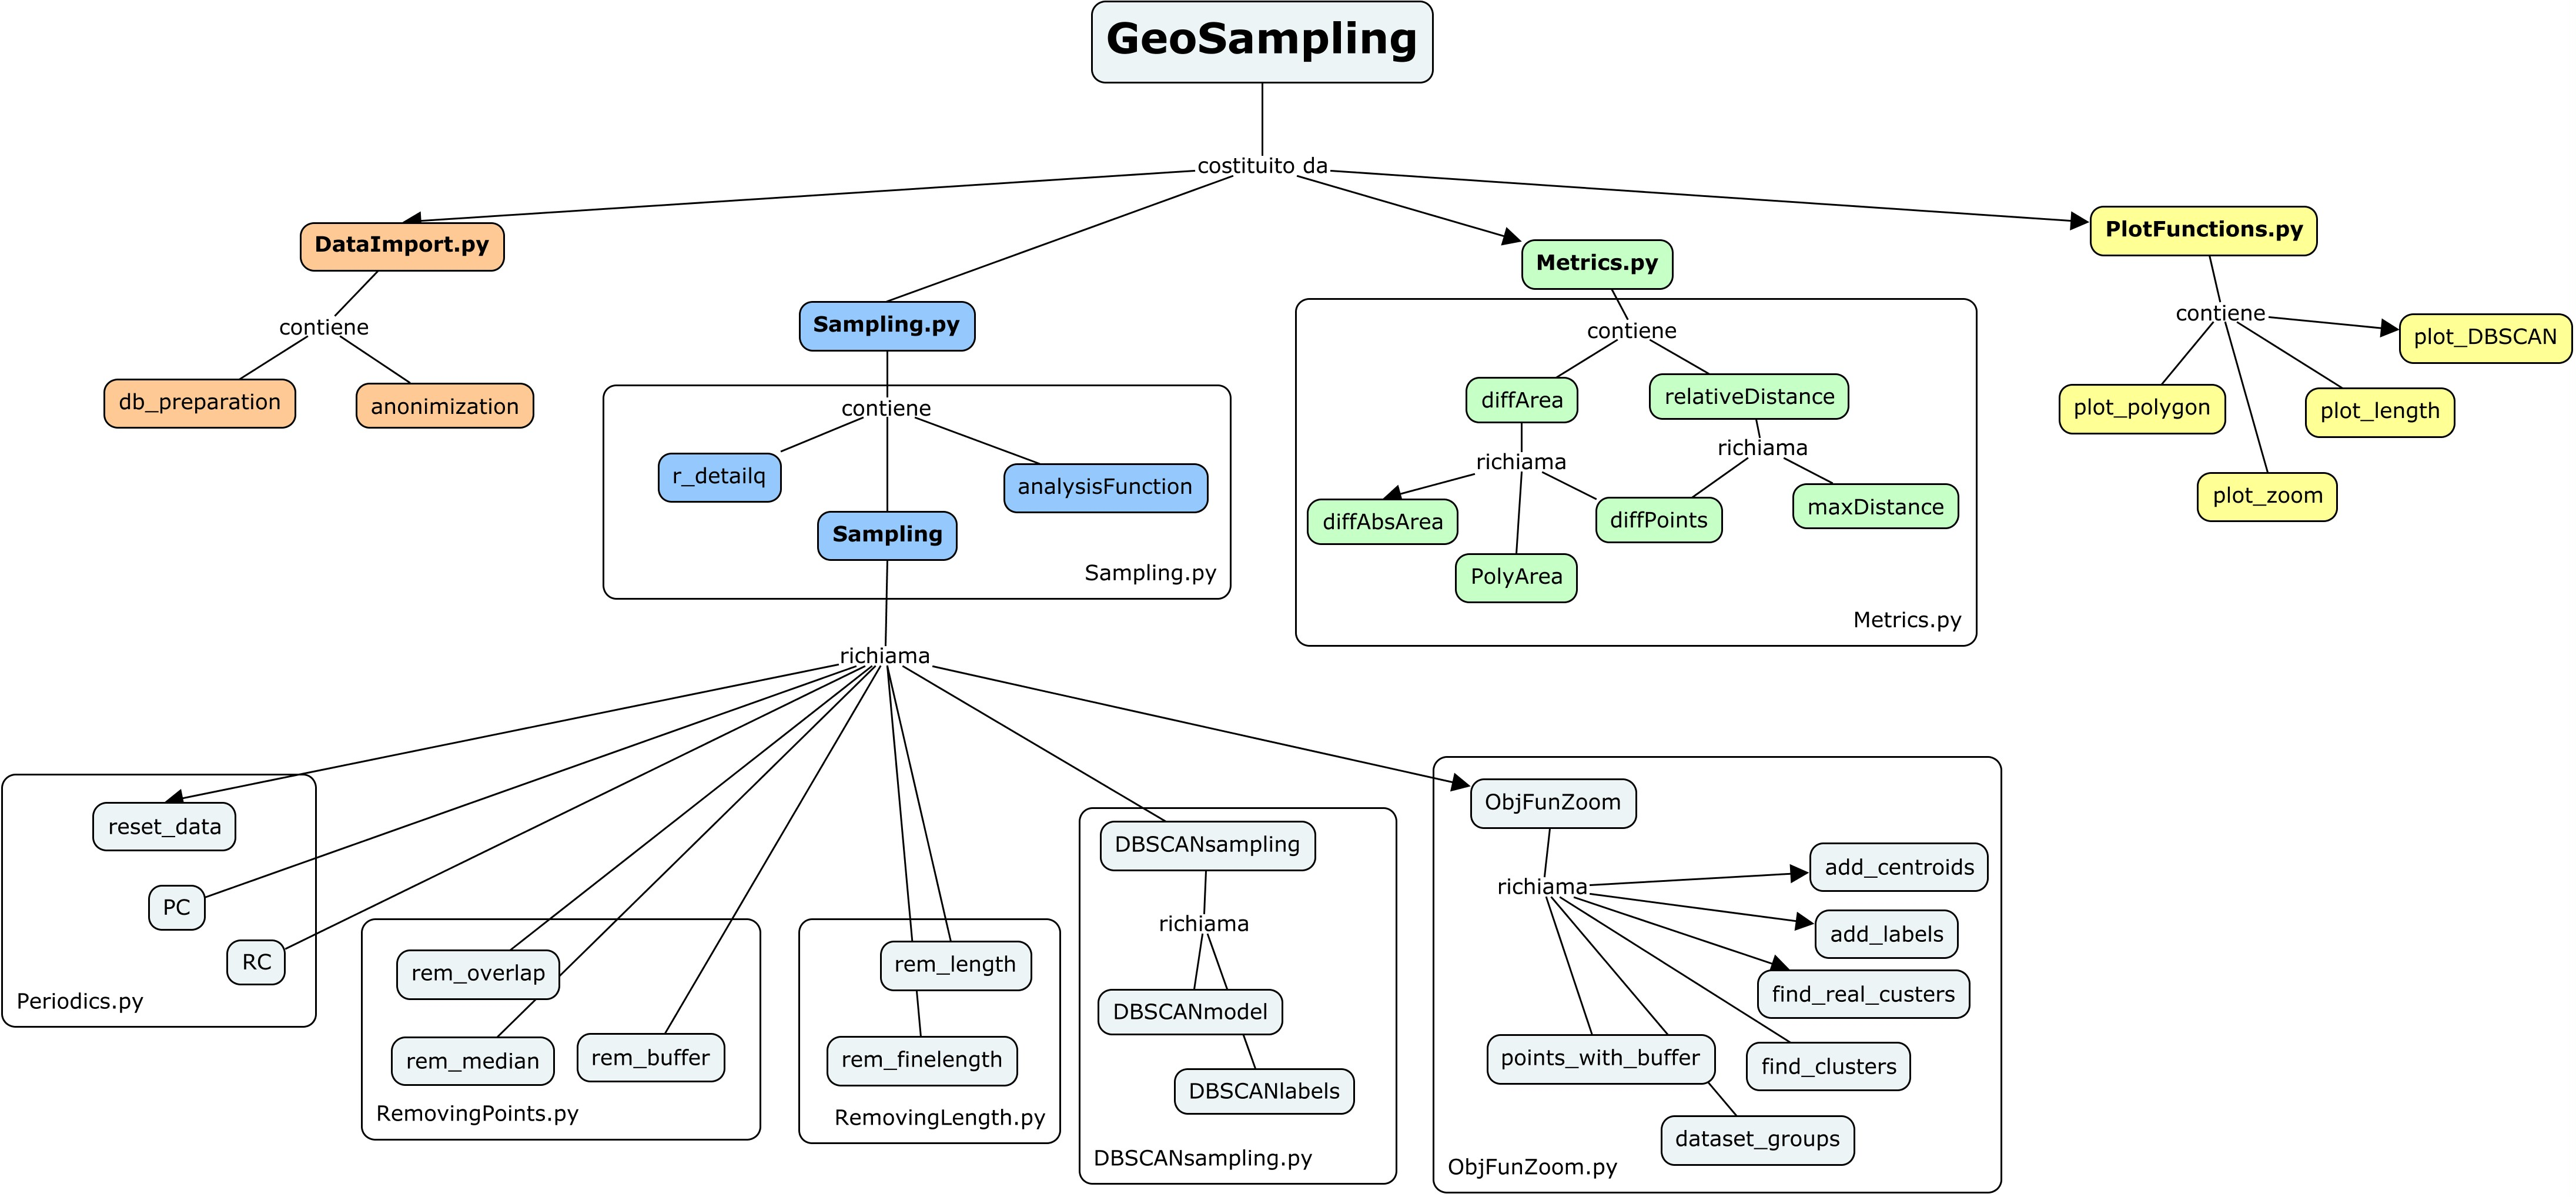 GeoSampling
costituito da
DataImport.py
contiene
db_preparation
anonimization
Sampling.py
contiene
r_detailq
analysisFunction
Sampling
Sampling.py
Metrics.py
contiene
diffArea
relativeDistance
richiama
richiama
diffAbsArea
diffPoints
maxDistance
PolyArea
Metrics.py
PlotFunctions.py
contiene
plot_DBSCAN
plot_polygon
plot_length
plot_zoom
richiama
reset_data
PC
RC
Periodics.py
rem_overlap
rem_median
rem_buffer
RemovingPoints.py
rem_length
rem_finelength
RemovingLength.py
DBSCANsampling
richiama
DBSCANmodel
DBSCANlabels
DBSCANsampling.py
ObjFunZoom
richiama
add_centroids
add_labels
find_real_custers
points_with_buffer
find_clusters
dataset_groups
ObjFunZoom.py